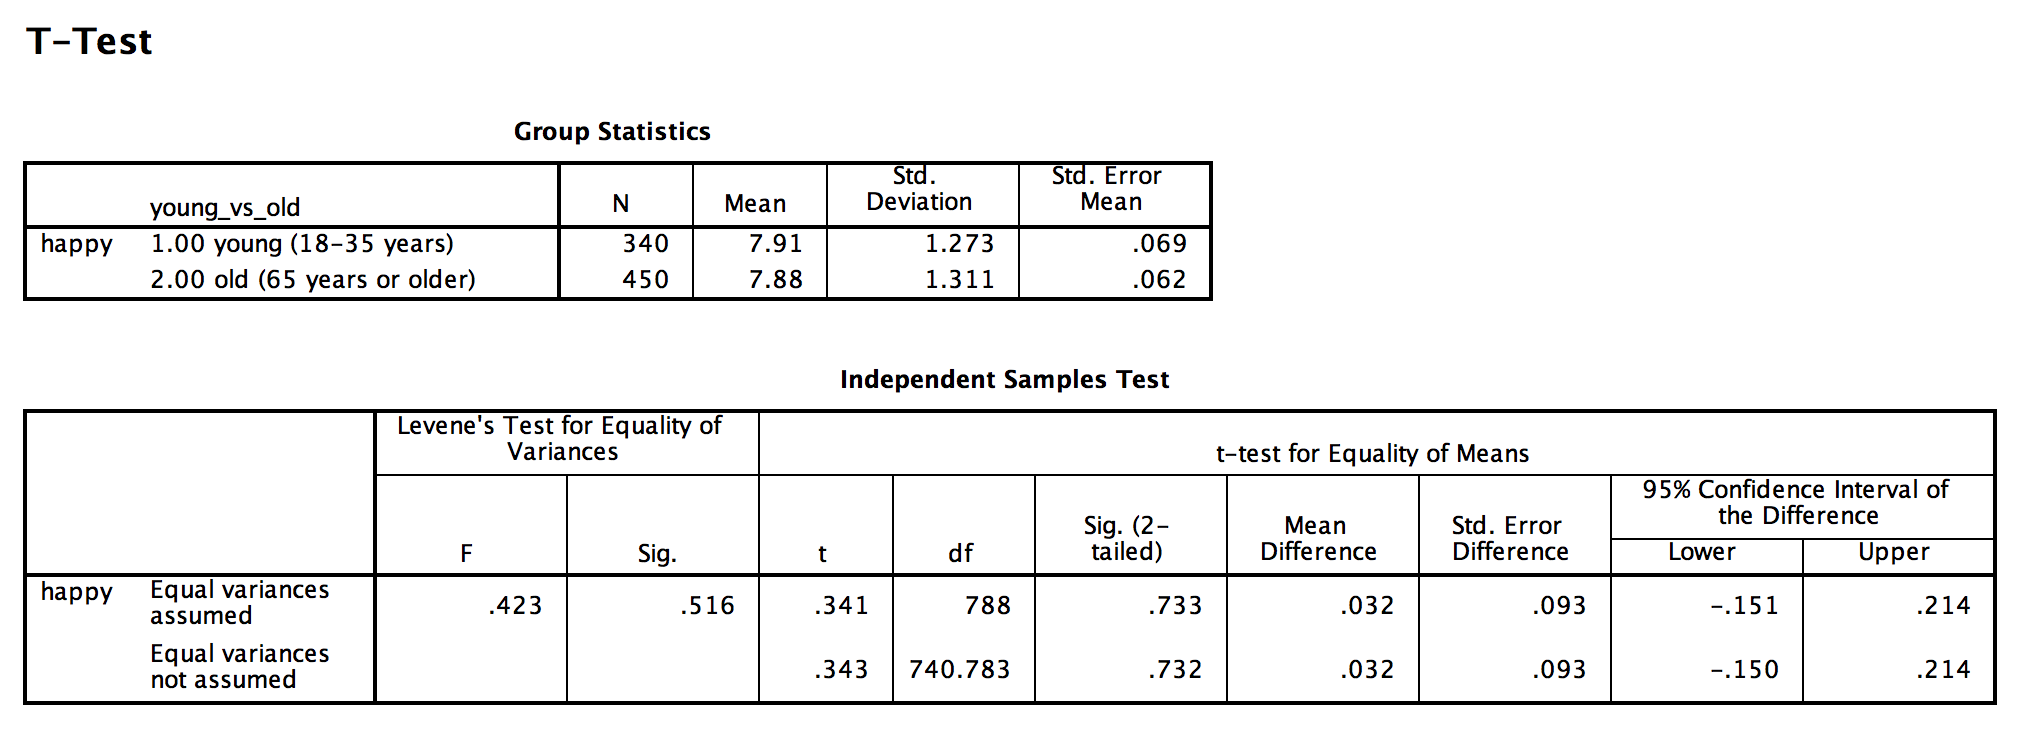 T-Test
Group Statistics
young_vs_old N Mean Std. Deviation Std. Error Mean
happy 1.00 young (18-35 years) 340 7.91 1.273 .069
2.00 old (65 years or older) 450 7.88 1.311 .062
Independent Samples Test
Levene's Test for Equality of Variances
t-test for Equality of Means
F Sig. t df Sig. (2-tailed) Mean Difference Std. Error Difference
95% Confidence Interval of the Difference
Lower Upper
happy Equal variances assumed .423 .516 .341 788 .733 .032 .093 -.151 .214
Equal variances not assumed .343 740.783 .732 .032 .093 -.150 .214